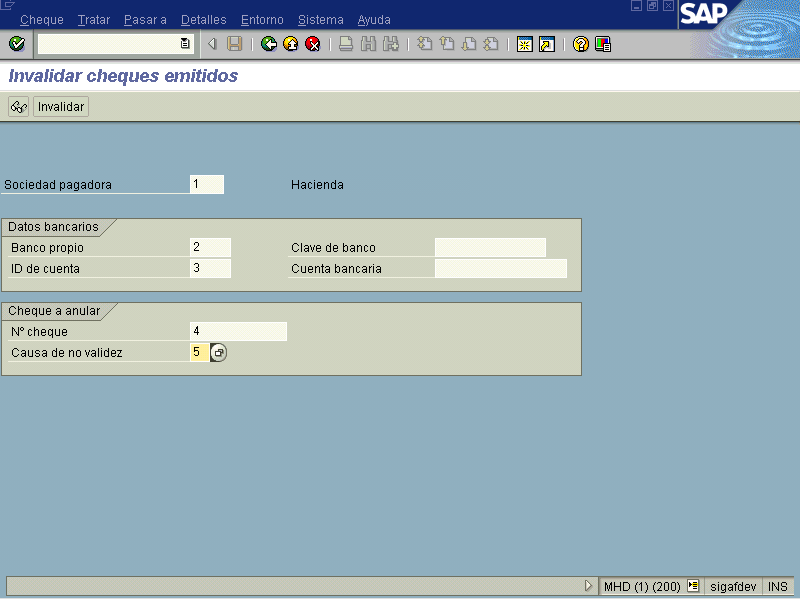 Cheque Tratar Pasar a Detalles Entorno Sistema Ayuda
SAP
Invalidar cheques emitidos
Invalidar
Sociedad pagadora 1 Hacienda
Datos bancarios
Banco propio 2 Clave de banco
ID de cuenta 3 Cuenta bancaria
Cheque a anular
Nº cheque 4
Causa de no validez 5
MHD (1) (200) sigafdev INS